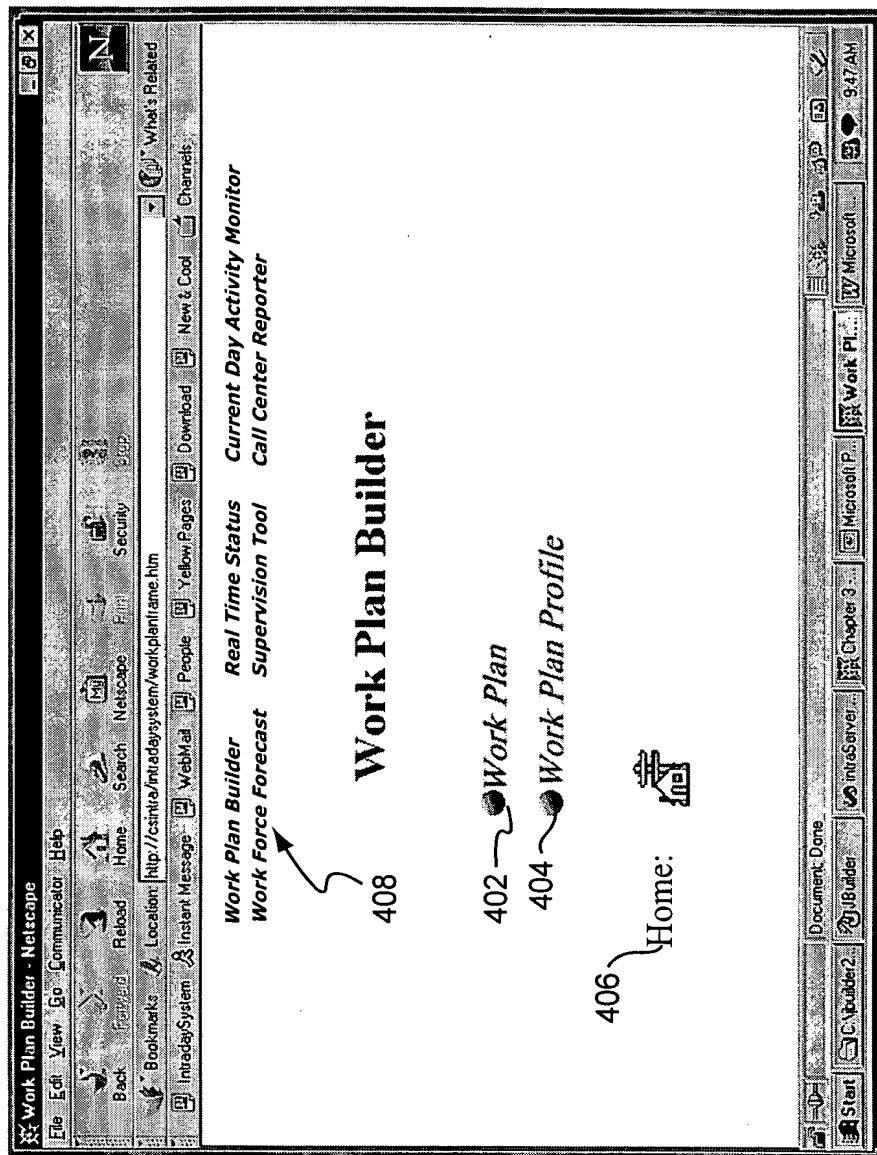 Work Plan Builder - Netscape
File Edit View Go Communicator Help
Back Forward Reload Home Search Netscape Print Security Stop
Bookmarks Location: http://csintra/intradaysystem/workplanframe.htm What's Related
IntradaySystem Instant Message WebMail People Yellow Pages Download New & Cool Channels
Work Plan Builder Real Time Status Current Day Activity Monitor
Work Force Forecast Supervision Tool Call Center Reporter
408
Work Plan Builder
402
Work Plan
404
Work Plan Profile
406
Home:
Document: Done
Start C:\jbuilder2... JBuilder intraServer... Chapter 3 -... Microsoft P... Work Pl... Microsoft ... 9:47 AM